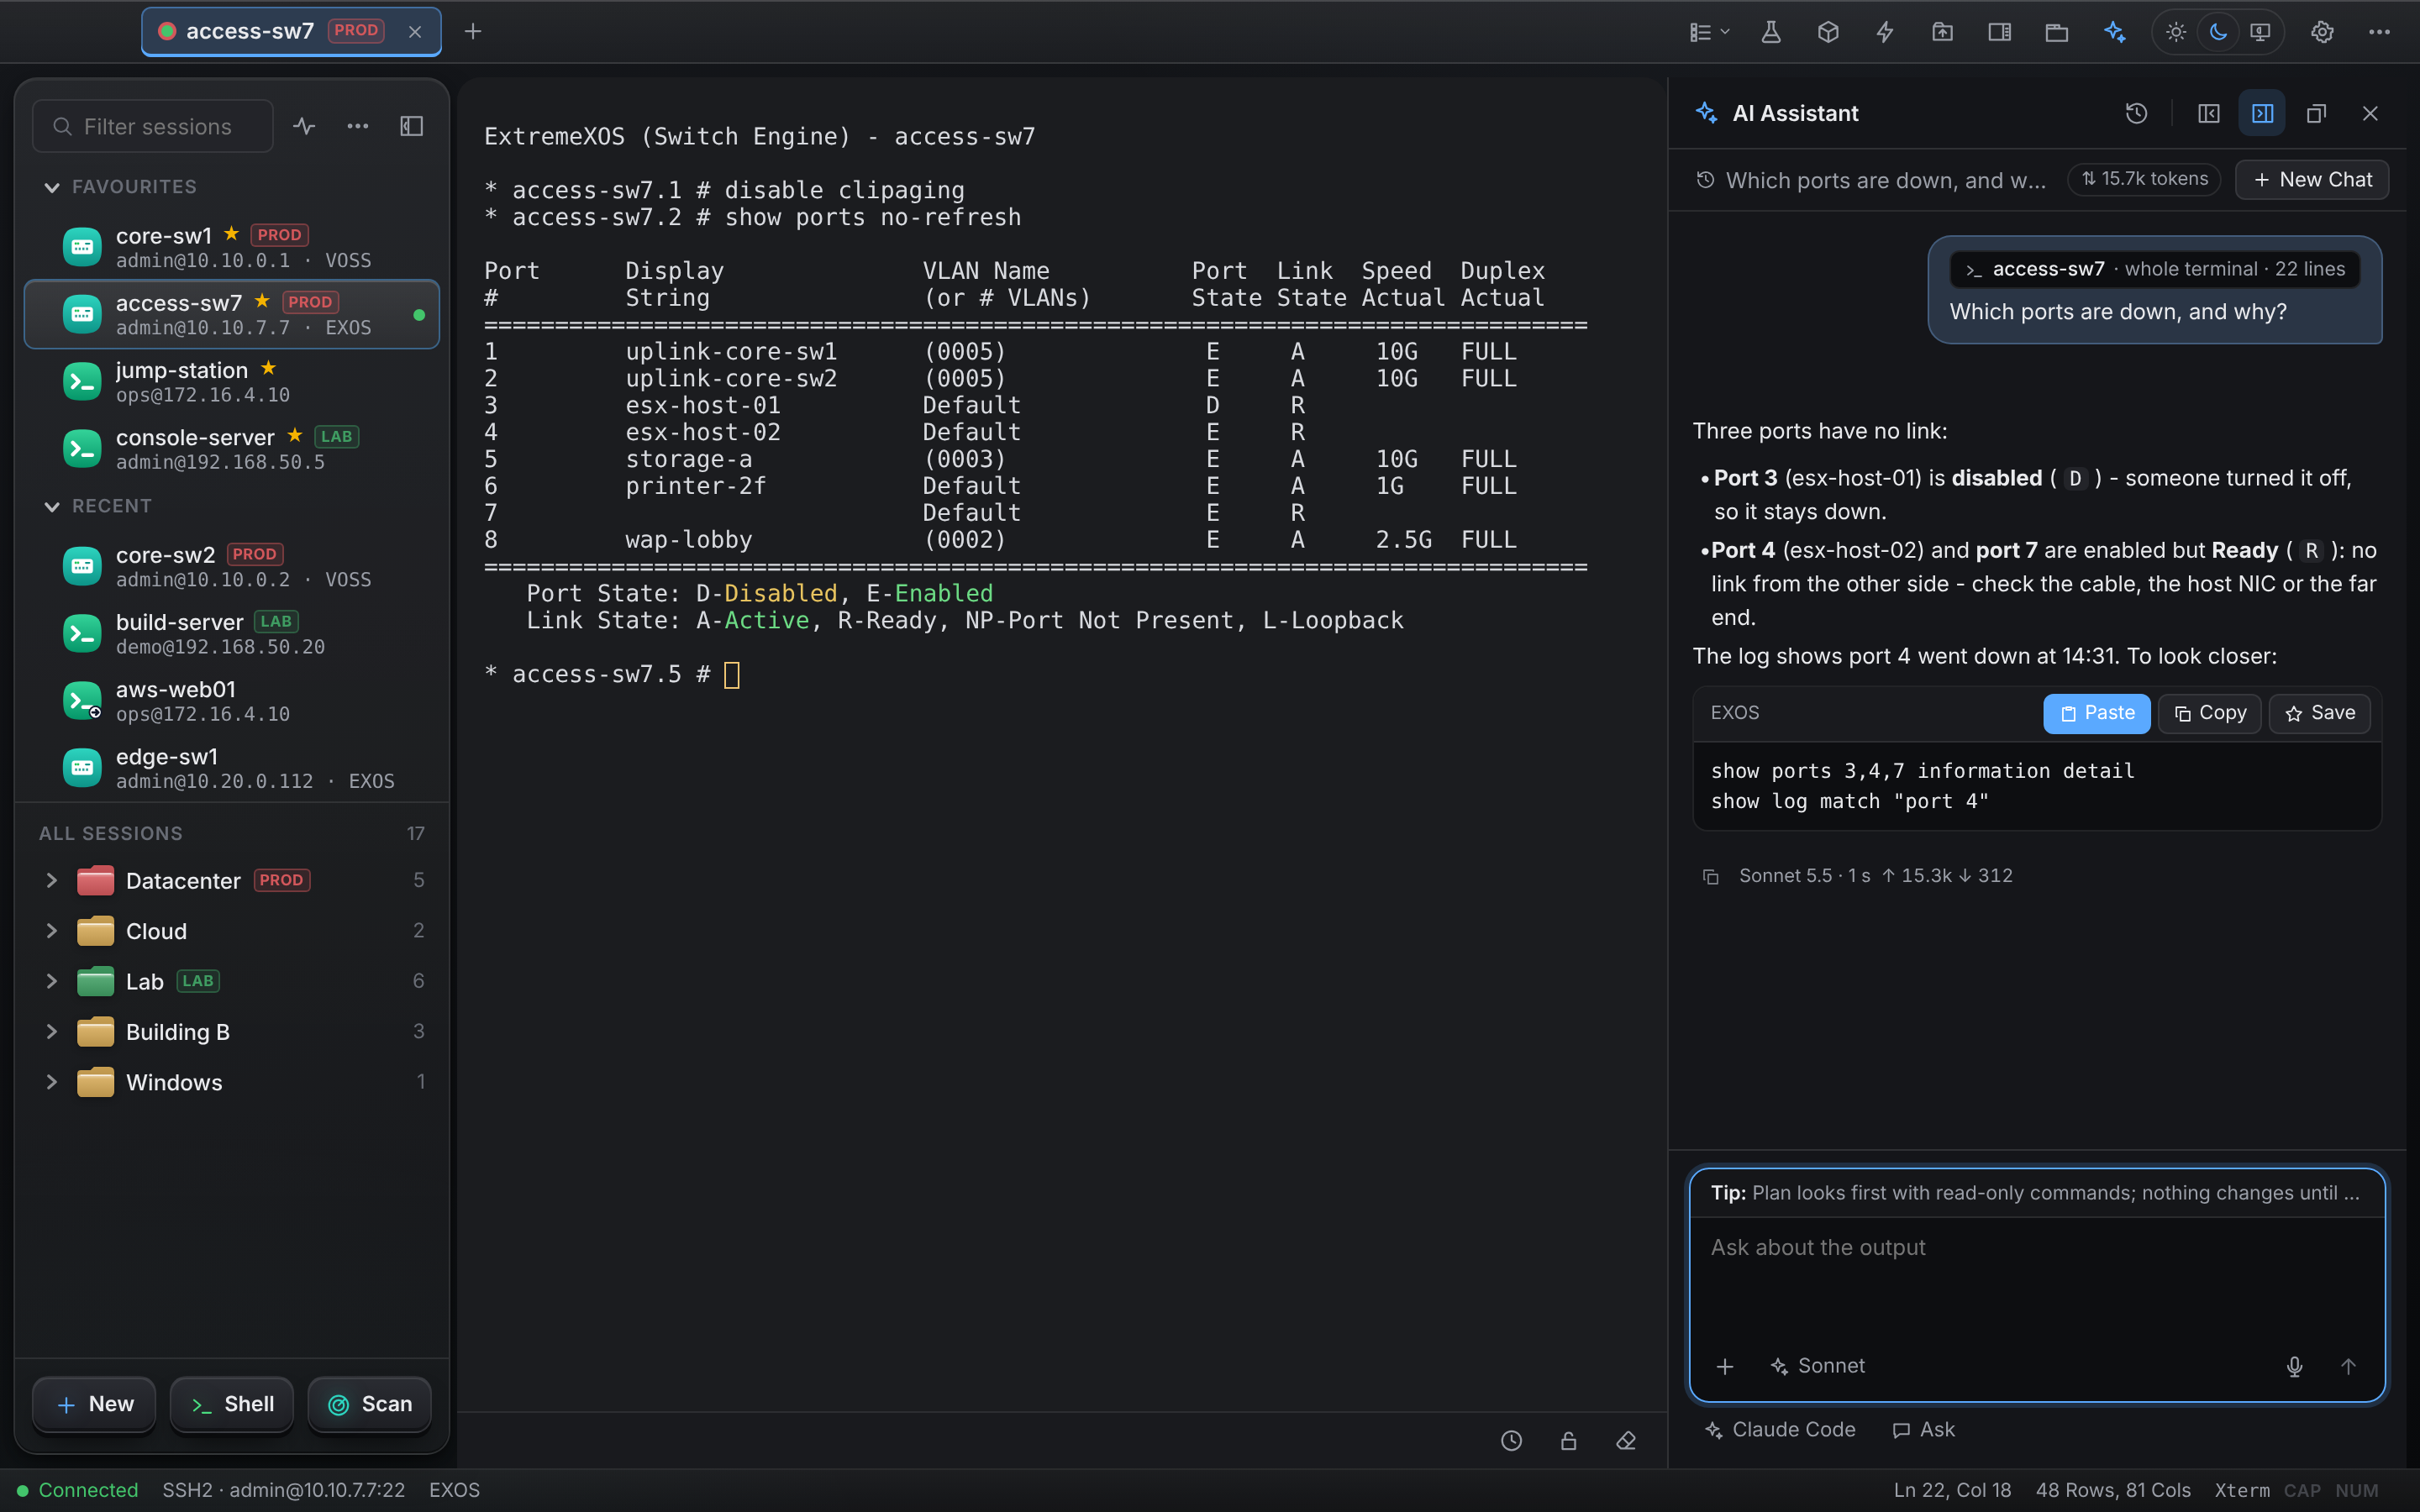 access-sw7 PROD
Filter sessions
FAVOURITES
core-sw1 ★ PROD
admin@10.10.0.1 · VOSS
access-sw7 ★ PROD
admin@10.10.7.7 · EXOS
jump-station ★
ops@172.16.4.10
console-server ★ LAB
admin@192.168.50.5
RECENT
core-sw2 PROD
admin@10.10.0.2 · VOSS
build-server LAB
demo@192.168.50.20
aws-web01
ops@172.16.4.10
edge-sw1
admin@10.20.0.112 · EXOS
ALL SESSIONS 17
Datacenter PROD 5
Cloud 2
Lab LAB 6
Building B 3
Windows 1
New Shell Scan
ExtremeXOS (Switch Engine) - access-sw7
* access-sw7.1 # disable clipaging
* access-sw7.2 # show ports no-refresh
Port Display VLAN Name Port Link Speed Duplex
# String (or # VLANs) State State Actual Actual
==============================================================================
1 uplink-core-sw1 (0005) E A 10G FULL
2 uplink-core-sw2 (0005) E A 10G FULL
3 esx-host-01 Default D R
4 esx-host-02 Default E R
5 storage-a (0003) E A 10G FULL
6 printer-2f Default E A 1G FULL
7 Default E R
8 wap-lobby (0002) E A 2.5G FULL
==============================================================================
Port State: D-Disabled, E-Enabled
Link State: A-Active, R-Ready, NP-Port Not Present, L-Loopback
* access-sw7.5 #
AI Assistant
Which ports are down, and w... ⇅ 15.7k tokens + New Chat
>_ access-sw7 · whole terminal · 22 lines
Which ports are down, and why?
Three ports have no link:
• Port 3 (esx-host-01) is disabled ( D ) - someone turned it off,
so it stays down.
• Port 4 (esx-host-02) and port 7 are enabled but Ready ( R ): no
link from the other side - check the cable, the host NIC or the far
end.
The log shows port 4 went down at 14:31. To look closer:
EXOS Paste Copy Save
show ports 3,4,7 information detail
show log match "port 4"
Sonnet 5.5 · 1 s ↑ 15.3k ↓ 312
Tip: Plan looks first with read-only commands; nothing changes until ...
Ask about the output
Sonnet
Claude Code Ask
Connected SSH2 · admin@10.10.7.7:22 EXOS
Ln 22, Col 18 48 Rows, 81 Cols Xterm CAP NUM